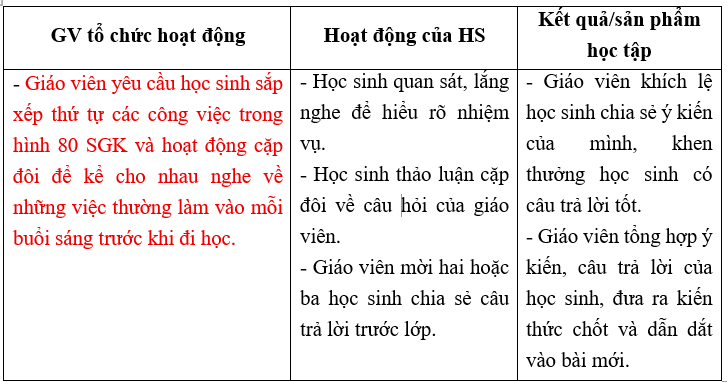 GV tổ chức hoạt động
Hoạt động của HS
Kết quả/sản phẩm
học tập
- Giáo viên yêu cầu học sinh sắp
xếp thứ tự các công việc trong
hình 80 SGK và hoạt động cặp
đôi để kể cho nhau nghe về
những việc thường làm vào mỗi
buổi sáng trước khi đi học.
- Học sinh quan sát, lắng
nghe để hiểu rõ nhiệm
vụ.
- Học sinh thảo luận cặp
đôi về câu hỏi của giáo
viên.
- Giáo viên mời hai hoặc
ba học sinh chia sẻ câu
trả lời trước lớp.
- Giáo viên khích lệ
học sinh chia sẻ ý kiến
của mình, khen
thưởng học sinh có
câu trả lời tốt.
- Giáo viên tổng hợp ý
kiến, câu trả lời của
học sinh, đưa ra kiến
thức chốt và dẫn dắt
vào bài mới.